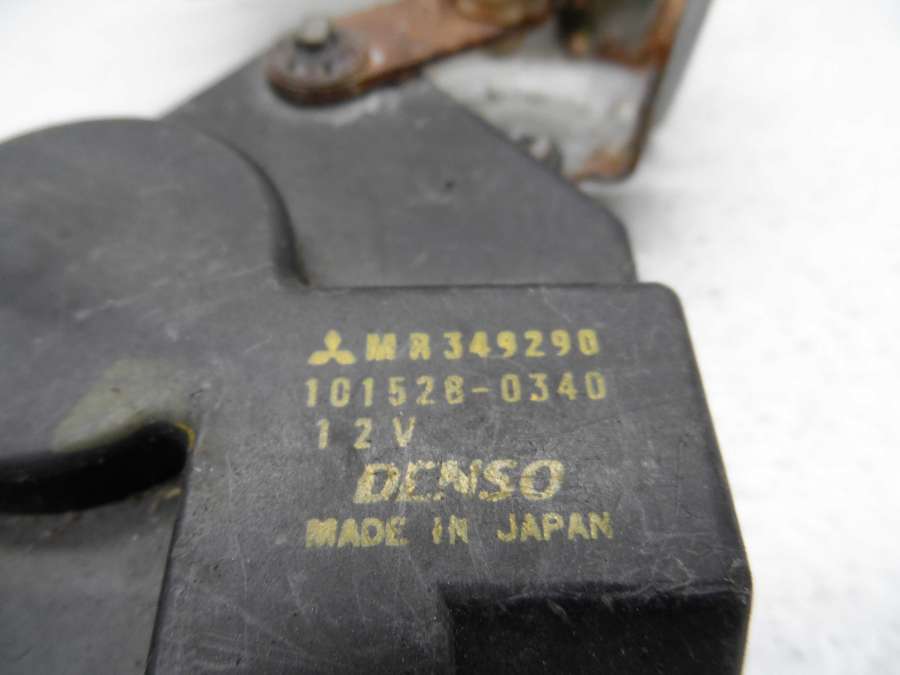 MR349290
101528-0340
12V
DENSO
MADE IN JAPAN